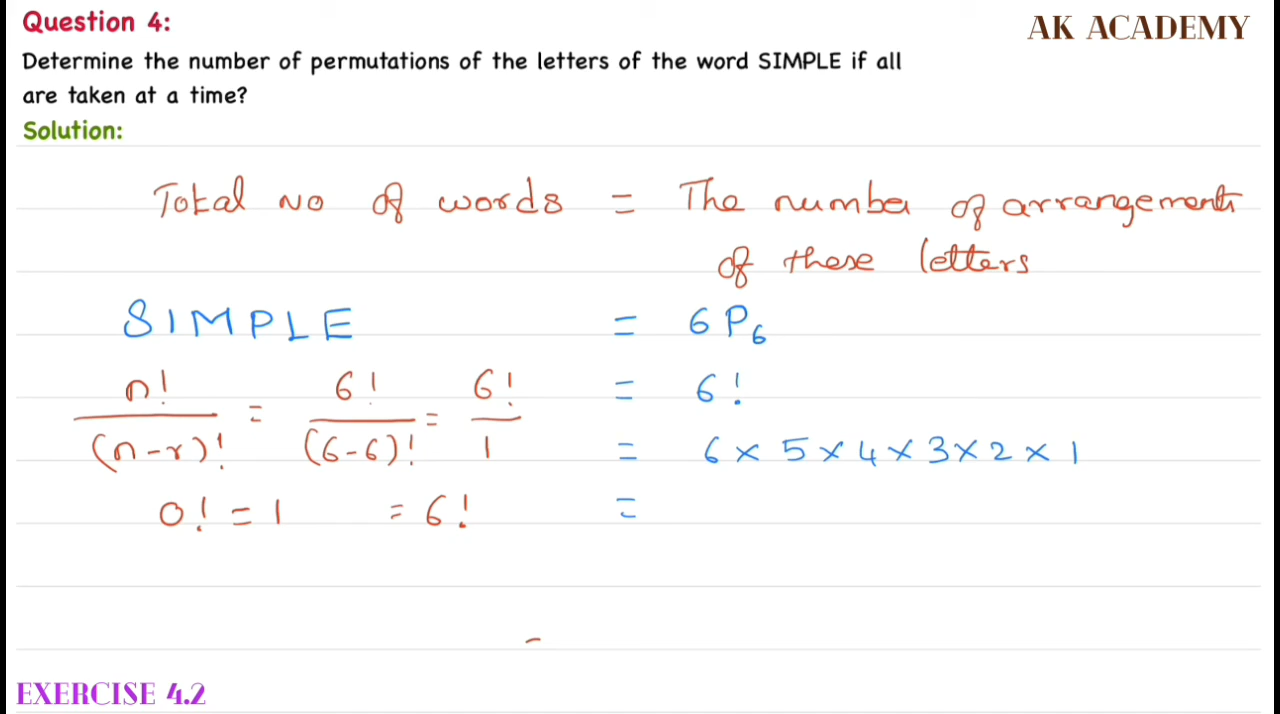 Question 4:
AK ACADEMY
Determine the number of permutations of the letters of the word SIMPLE if all
are taken at a time?
Solution:
Total no of words = The number of arrangements
of these letters
SIMPLE = 6P₆
n!/(n-r)! = 6!/(6-6)! = 6!/1 = 6!
= 6 × 5 × 4 × 3 × 2 × 1
0! = 1 = 6! =
EXERCISE 4.2